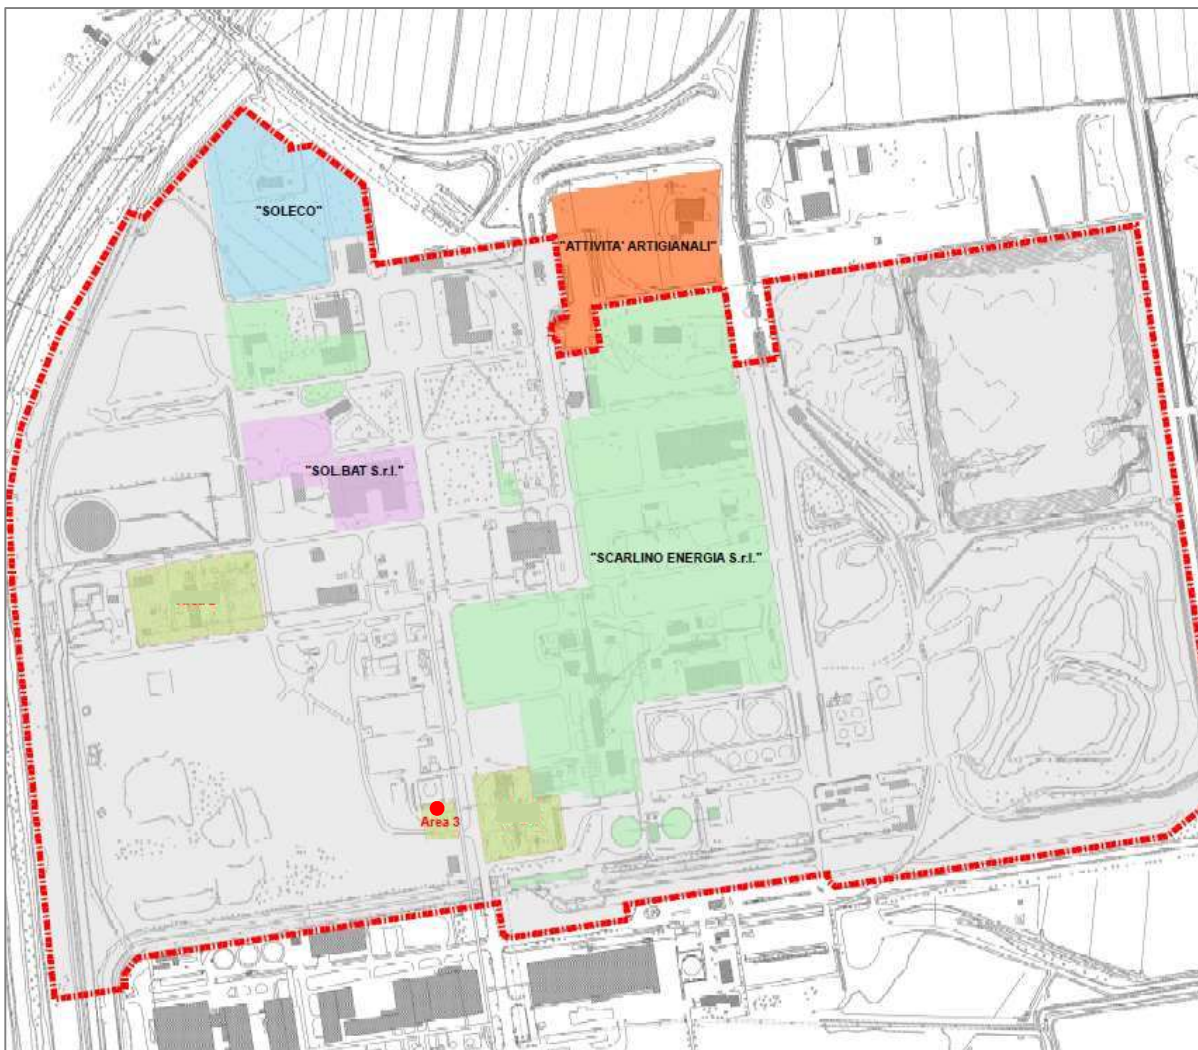 "SOLECO"
"ATTIVITA' ARTIGIANALI"
"SOL.BAT S.r.l."
"SCARLINO ENERGIA S.r.l."
Area 3